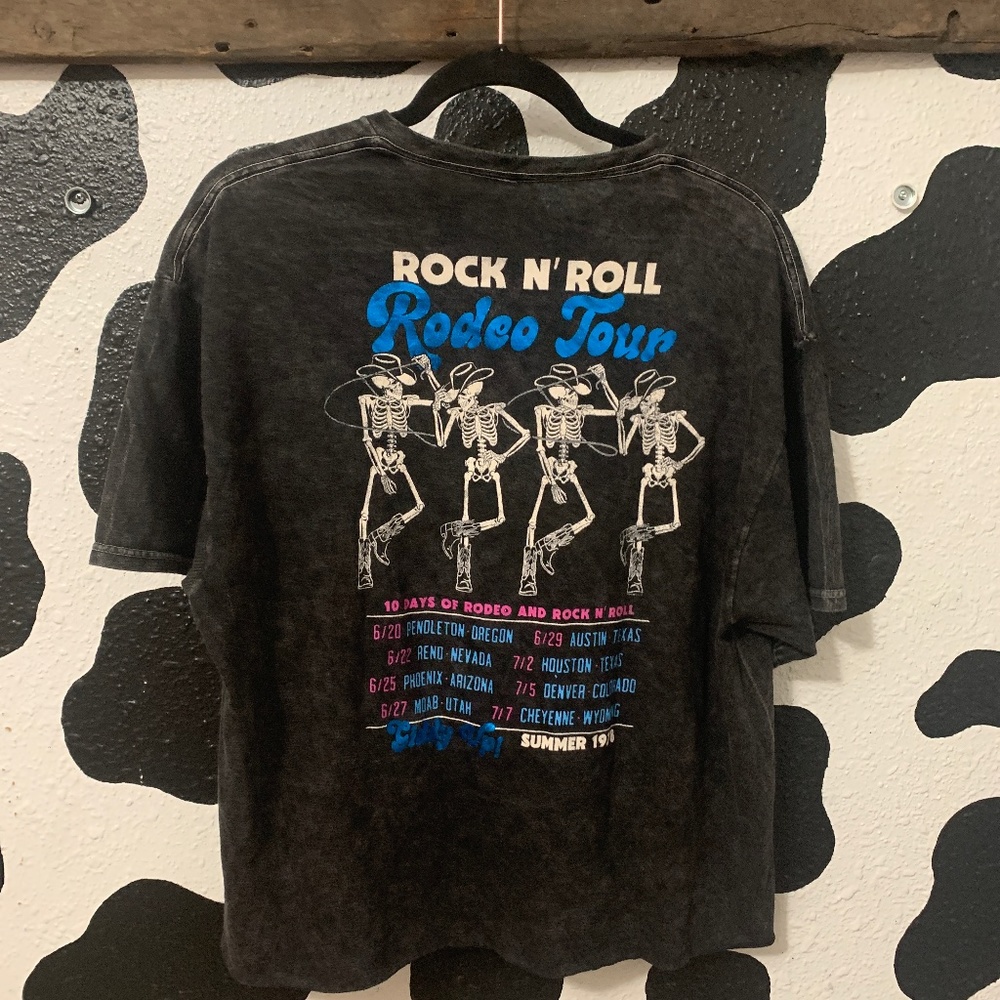 ROCK N' ROLL
Rodeo Tour
10 DAYS OF RODEO AND ROCK N' ROLL
6/20 PENDLETON·OREGON 6/29 AUSTIN·TEXAS
6/22 RENO·NEVADA 7/2 HOUSTON·TEXAS
6/25 PHOENIX·ARIZONA 7/5 DENVER·COLORADO
6/27 MOAB·UTAH 7/7 CHEYENNE·WYOMING
Giddy Up! SUMMER